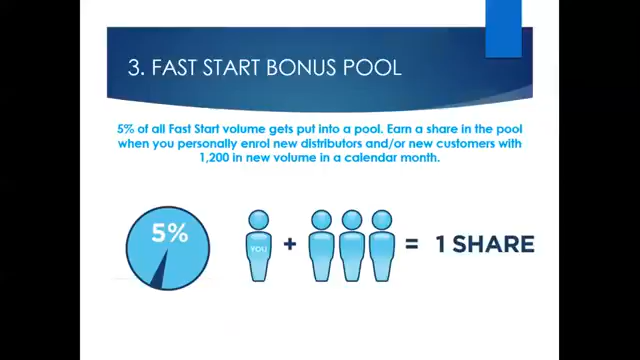 3. FAST START BONUS POOL
5% of all Fast Start volume gets put into a pool. Earn a share in the pool
when you personally enrol new distributors and/or new customers with
1,200 in new volume in a calendar month.
5%
YOU
+
= 1 SHARE